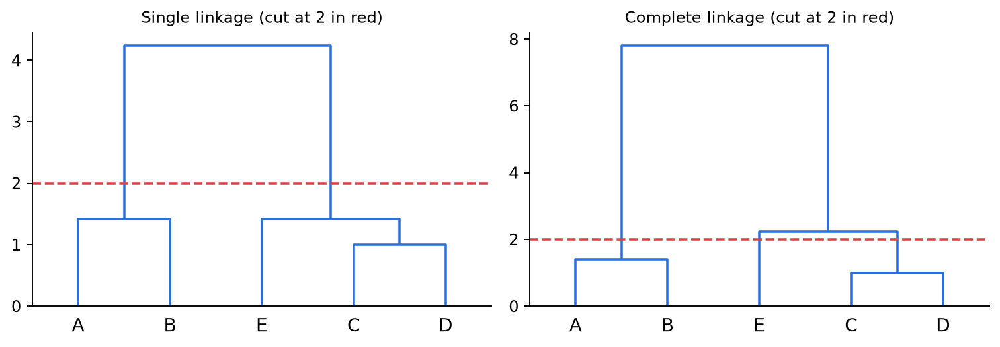 Single linkage (cut at 2 in red)
4
3
2
1
0
A B E C D
Complete linkage (cut at 2 in red)
8
6
4
2
0
A B E C D